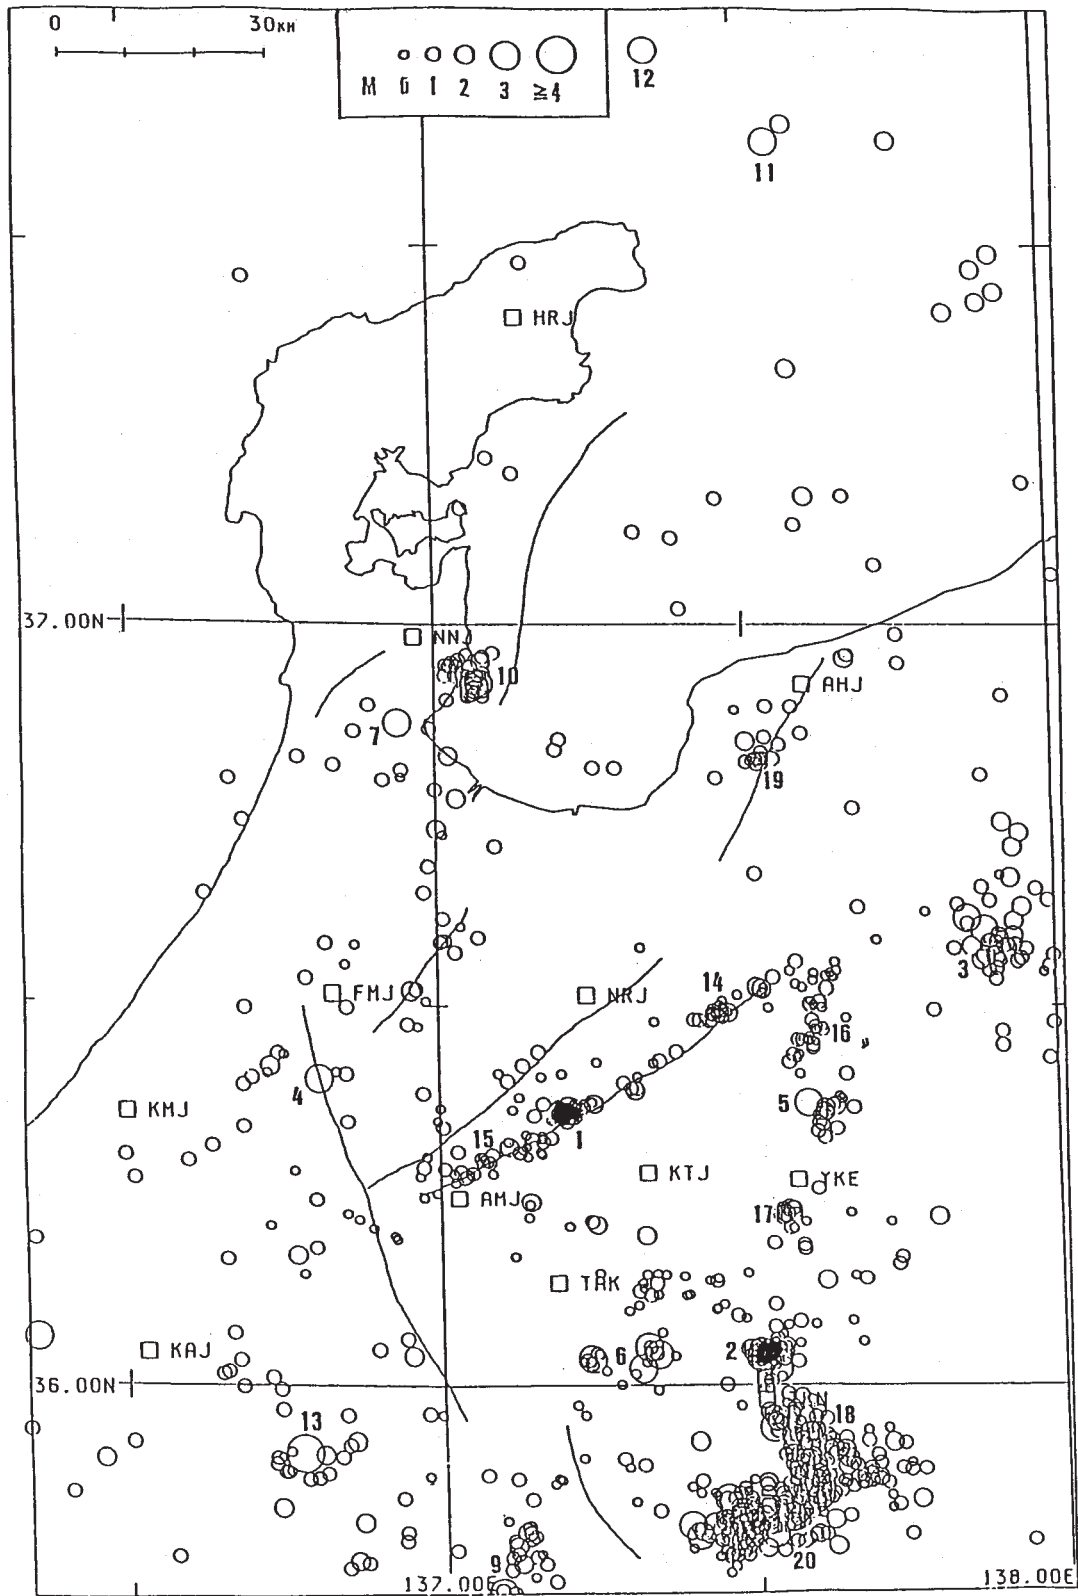 0 30KM
M 0 1 2 3 ≧4
12
11
HRJ
37.00N
NNJ
10
AHJ
7
19
3
FMJ
NRJ
14
16
4
KMJ
5
1
15
KTJ
YKE
AMJ
17
TAK
KAJ
6
2
36.00N
18
13
9
20
137.00E
138.00E